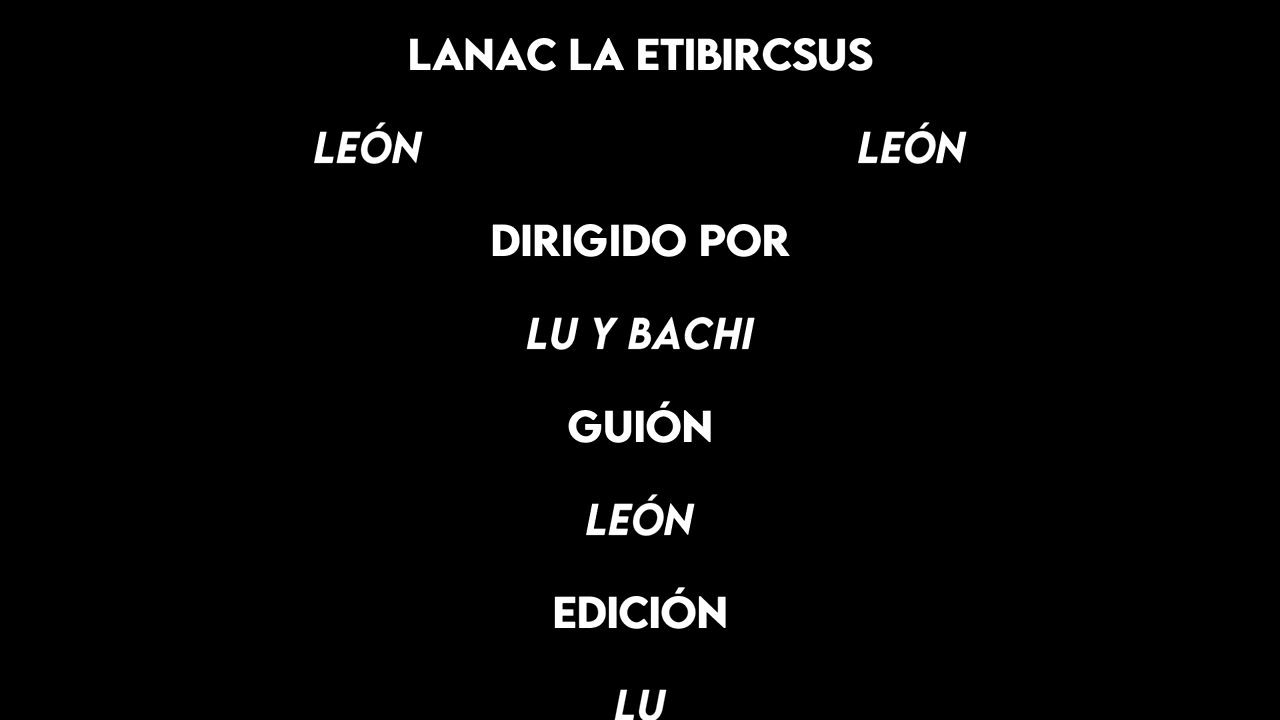 LANAC LA ETIBIRCSUS
LEÓN LEÓN
DIRIGIDO POR
LU Y BACHI
GUIÓN
LEÓN
EDICIÓN
LU